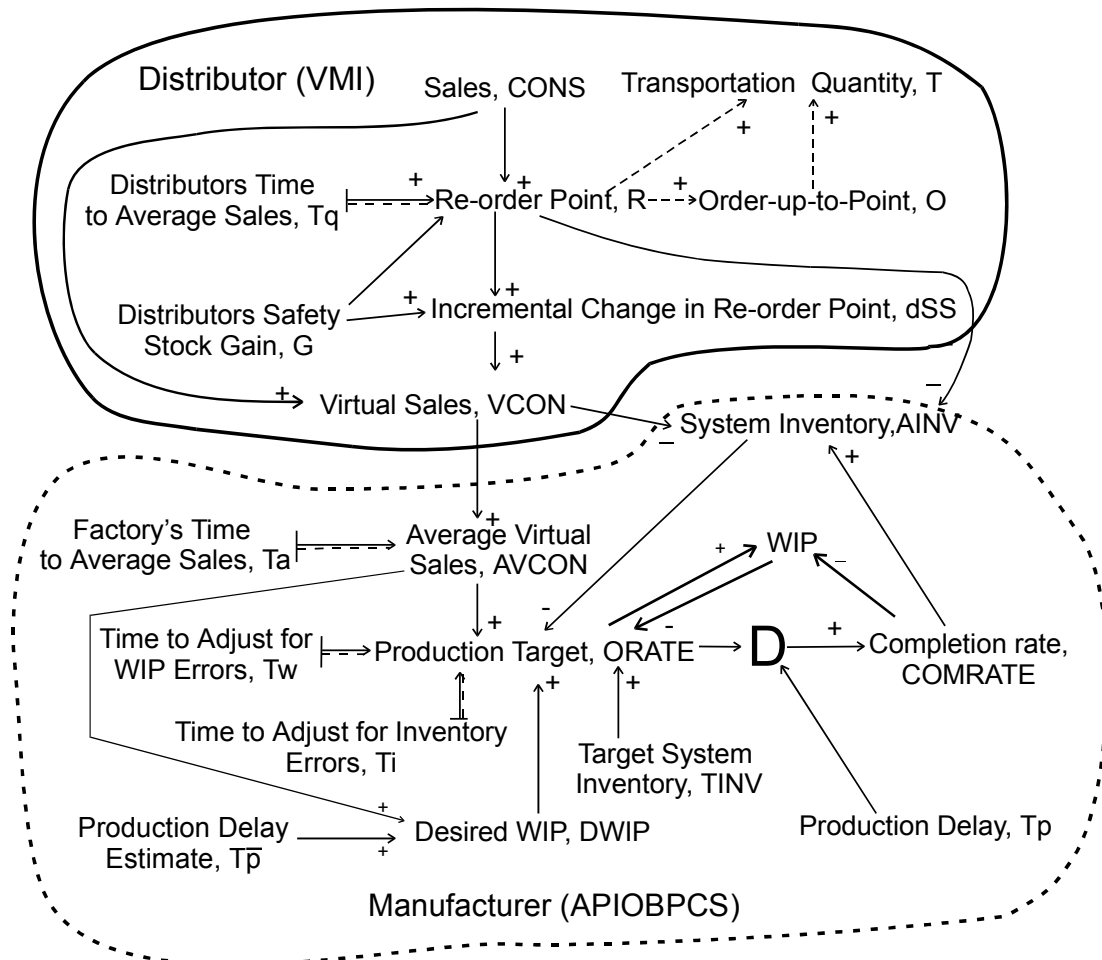 Distributor (VMI)
Sales, CONS
Transportation Quantity, T
+
+
Distributors Time
to Average Sales, Tq
+
+
Re-order Point, R
+
Order-up-to-Point, O
Distributors Safety
Stock Gain, G
+
+
Incremental Change in Re-order Point, dSS
+
–
–
+
Virtual Sales, VCON
–
System Inventory,AINV
+
Factory's Time
to Average Sales, Ta
+
Average Virtual
Sales, AVCON
+
WIP
–
+
-
-
+
Time to Adjust for
WIP Errors, Tw
Production Target, ORATE
D
Completion rate,
COMRATE
+
+
Time to Adjust for Inventory
Errors, Ti
Target System
Inventory, TINV
+
+
Production Delay
Estimate, Tp̅
Desired WIP, DWIP
Production Delay, Tp
Manufacturer (APIOBPCS)